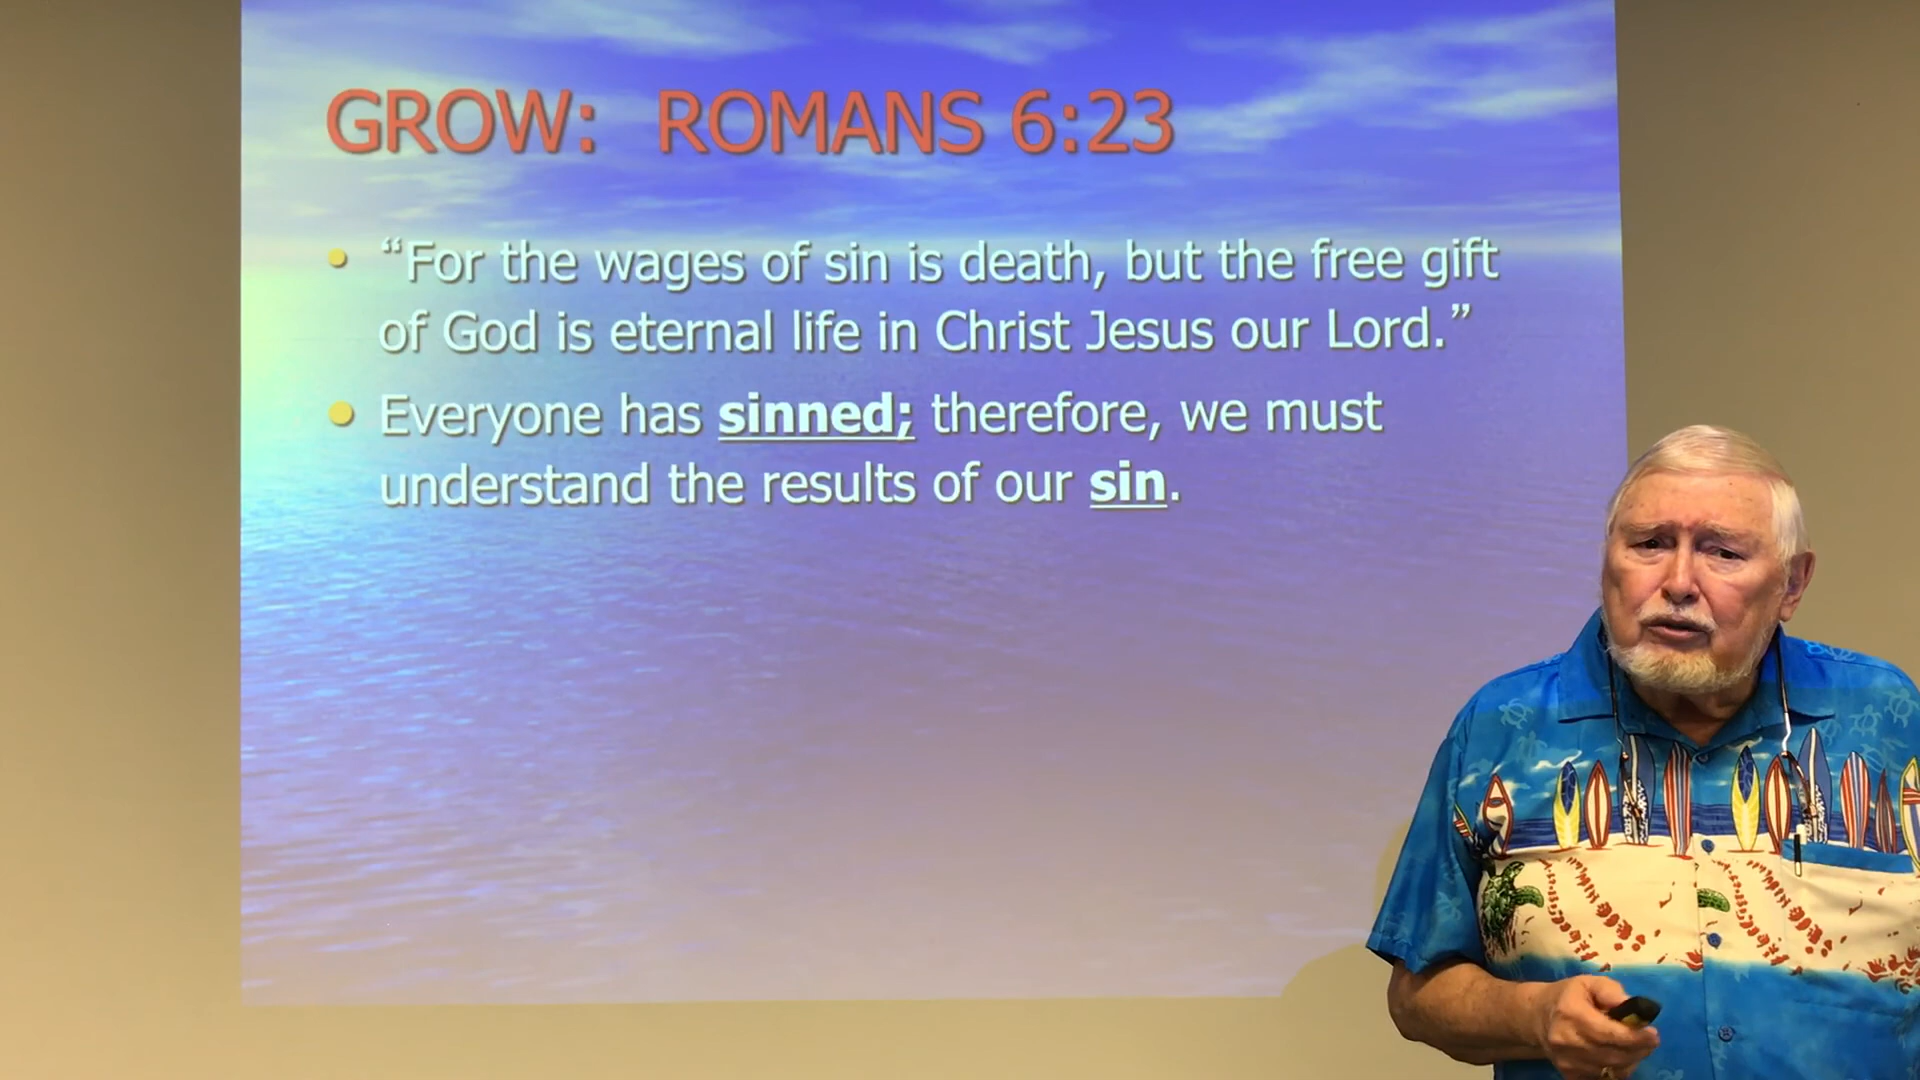 GROW: ROMANS 6:23
• “For the wages of sin is death, but the free gift
of God is eternal life in Christ Jesus our Lord.”
• Everyone has sinned; therefore, we must
understand the results of our sin.